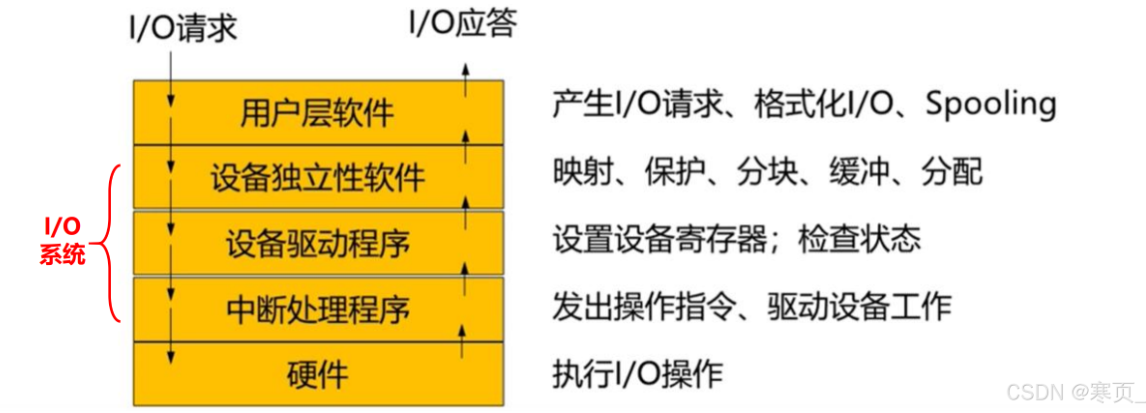 I/O请求
I/O应答
用户层软件
产生I/O请求、格式化I/O、Spooling
设备独立性软件
映射、保护、分块、缓冲、分配
I/O
系统
设备驱动程序
设置设备寄存器；检查状态
中断处理程序
发出操作指令、驱动设备工作
硬件
执行I/O操作
CSDN @寒页_